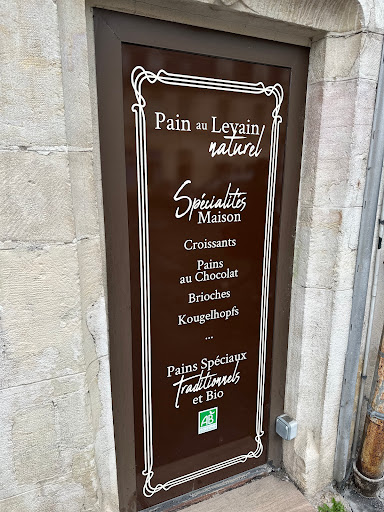 Pain au Levain
naturel
Spécialités
Maison
Croissants
Pains
au Chocolat
Brioches
Kougelhopfs
...
Pains Spéciaux
Traditionnels
et Bio
AB